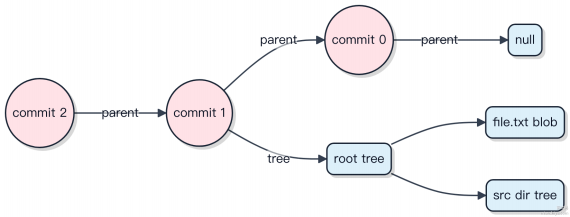 parent
commit 0
parent
null
commit 2
parent
commit 1
file.txt blob
tree
root tree
src dir tree